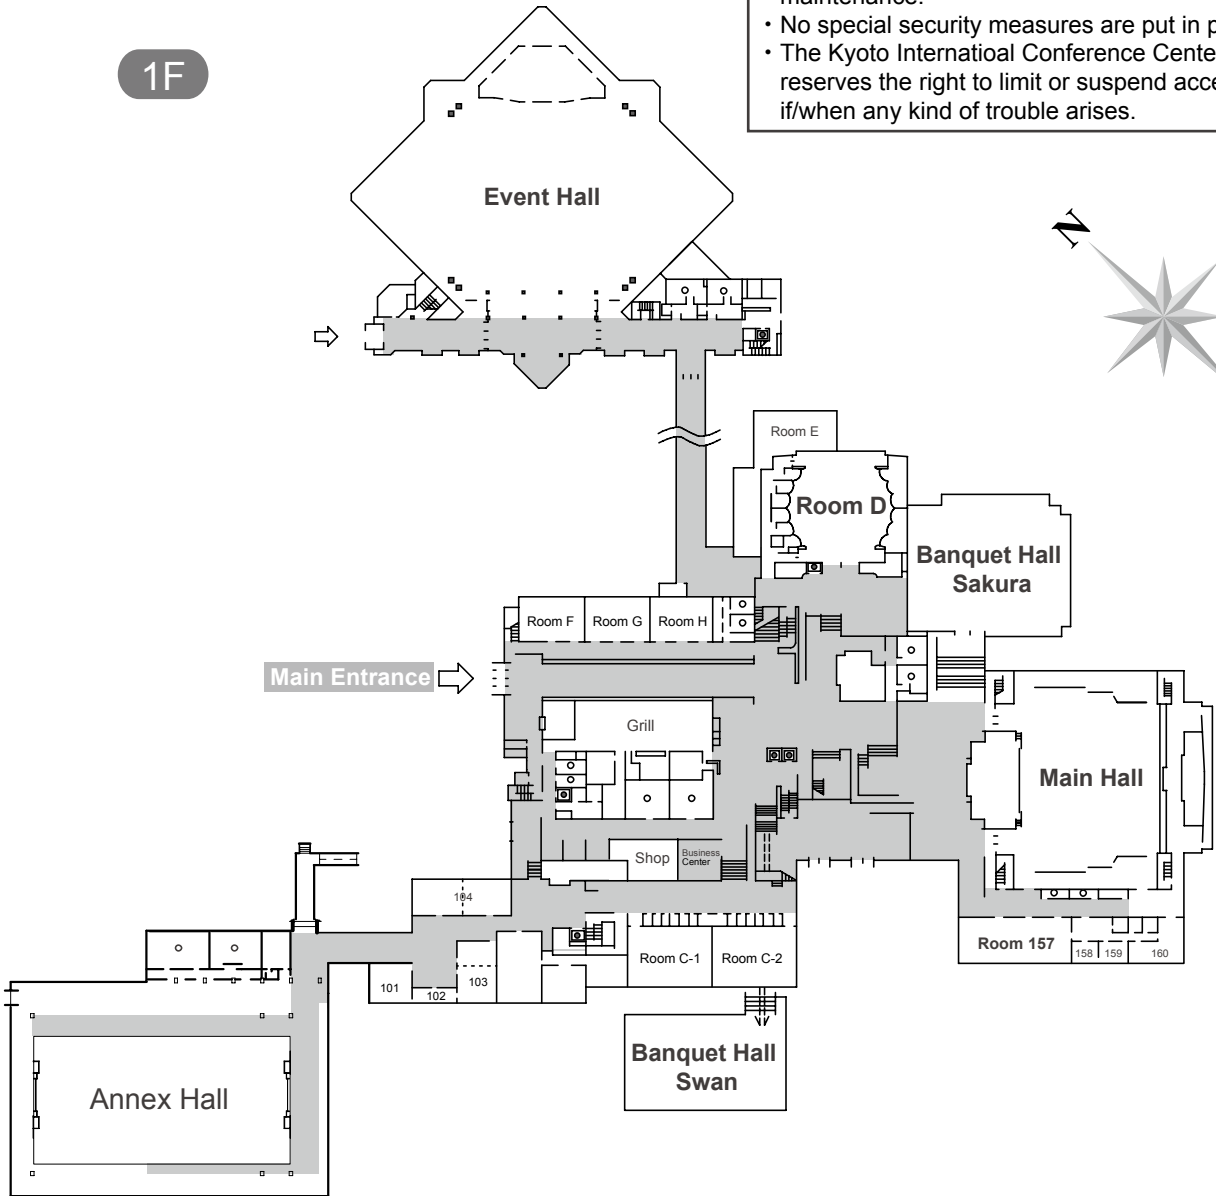 maintenance.
・No special security measures are put in p
・The Kyoto Internatioal Conference Cente
reserves the right to limit or suspend acce
if/when any kind of trouble arises.
1F
Event Hall
N
Room E
Room D
Banquet Hall
Sakura
Room F
Room G
Room H
Main Entrance
Grill
Main Hall
Shop
Business
Center
104
Room C-1
Room C-2
Room 157
158
159
160
101
102
103
Banquet Hall
Swan
Annex Hall